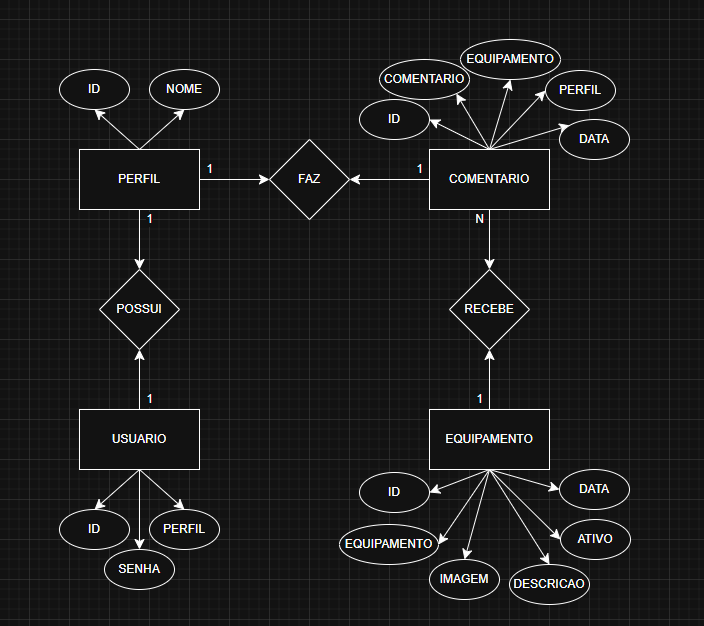 EQUIPAMENTO
COMENTARIO
ID
NOME
PERFIL
ID
DATA
PERFIL
1
FAZ
1
COMENTARIO
1
N
POSSUI
RECEBE
1
1
USUARIO
EQUIPAMENTO
ID
DATA
ID
PERFIL
ATIVO
EQUIPAMENTO
SENHA
IMAGEM
DESCRICAO